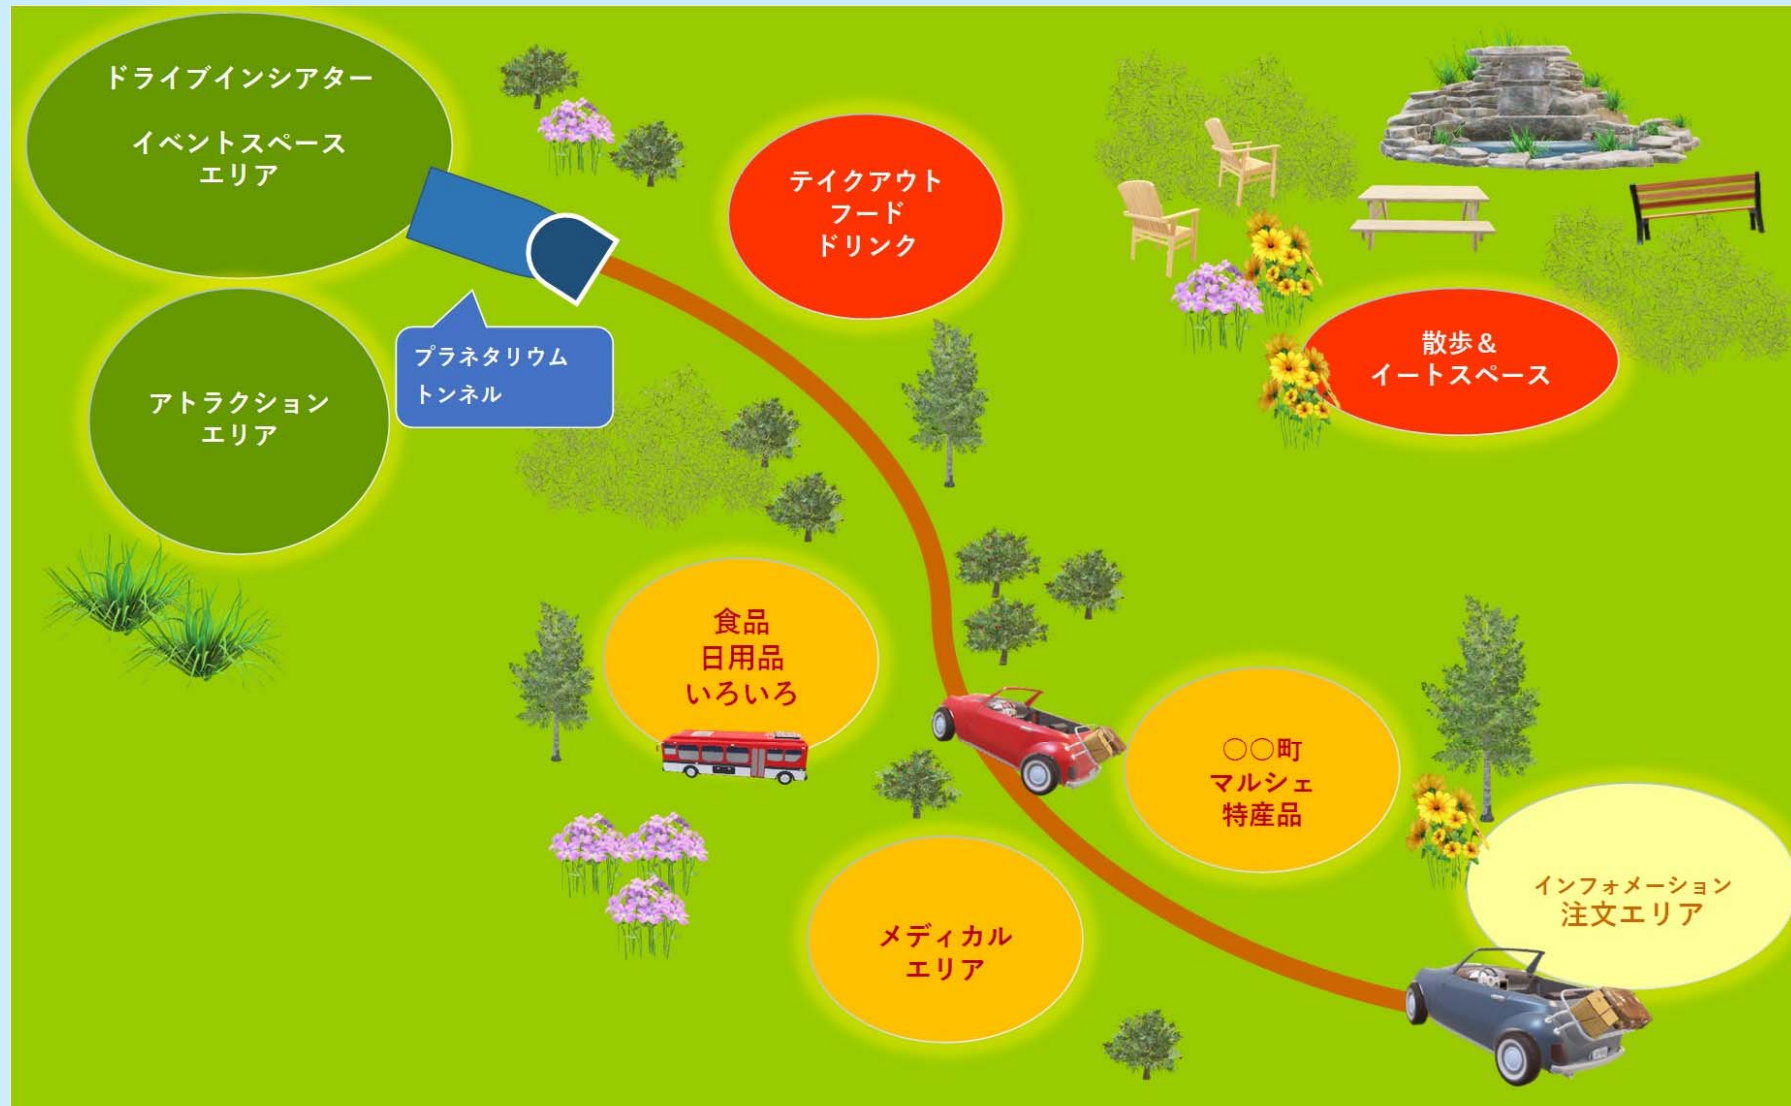 ドライブインシアター
イベントスペース
エリア
テイクアウト
フード
ドリンク
散歩＆
イートスペース
プラネタリウム
トンネル
アトラクション
エリア
食品
日用品
いろいろ
○○町
マルシェ
特産品
インフォメーション
注文エリア
メディカル
エリア